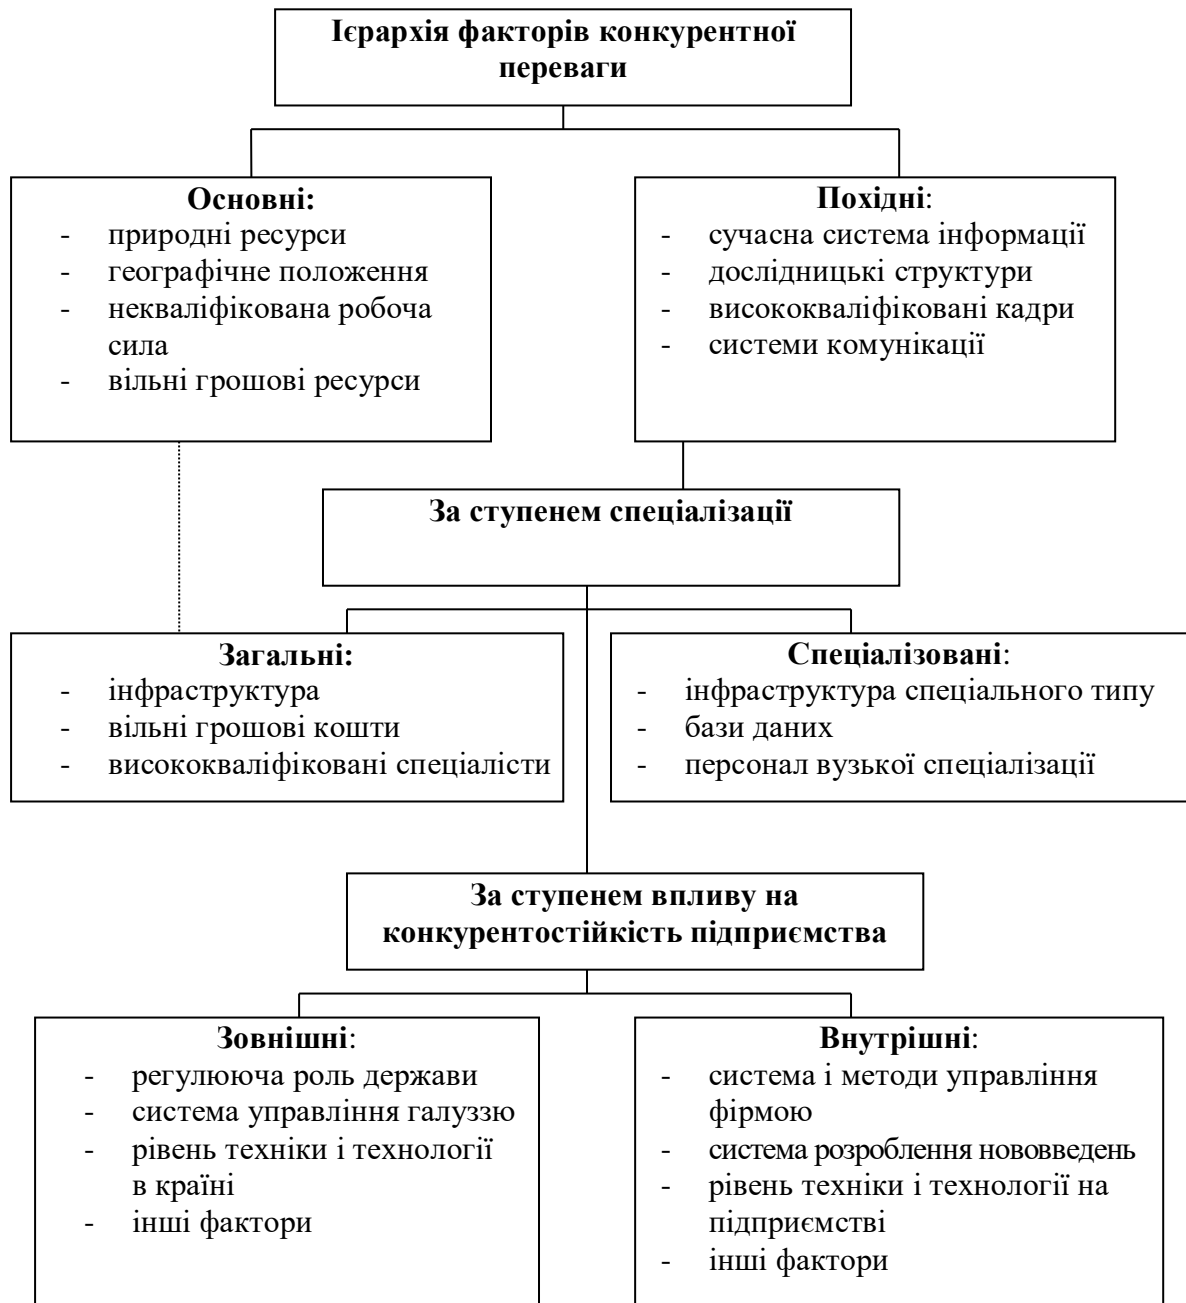 Ієрархія факторів конкурентної
переваги
Основні:
- природні ресурси
- географічне положення
- некваліфікована робоча
сила
- вільні грошові ресурси
Похідні:
- сучасна система інформації
- дослідницькі структури
- висококваліфіковані кадри
- системи комунікації
За ступенем спеціалізації
Загальні:
- інфраструктура
- вільні грошові кошти
- висококваліфіковані спеціалісти
Спеціалізовані:
- інфраструктура спеціального типу
- бази даних
- персонал вузької спеціалізації
За ступенем впливу на
конкурентостійкість підприємства
Зовнішні:
- регулююча роль держави
- система управління галуззю
- рівень техніки і технології
в країні
- інші фактори
Внутрішні:
- система і методи управління
фірмою
- система розроблення нововведень
- рівень техніки і технології на
підприємстві
- інші фактори